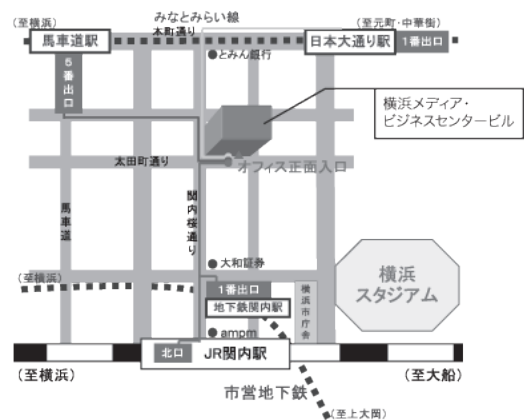 みなとみらい線
(至横浜)
本町通り
(至元町・中華街)
馬車道駅
日本大通り駅
1番出口
●とみん銀行
5番出口
横浜メディア・
ビジネスセンタービル
太田町通り
オフィス正面入口
馬車道
関内桜通り
●大和証券
(至横浜)
1番出口
地下鉄関内駅
横浜市庁舎
横浜
スタジアム
●ampm
北口
JR関内駅
(至横浜)
(至大船)
市営地下鉄
(至上大岡)